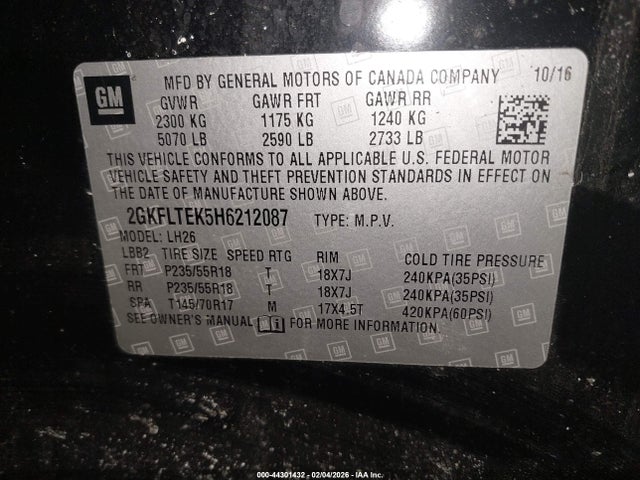 GM
MFD BY GENERAL MOTORS OF CANADA COMPANY 10/16
GVWR GAWR FRT GAWR RR
2300 KG 1175 KG 1240 KG
5070 LB 2590 LB 2733 LB
THIS VEHICLE CONFORMS TO ALL APPLICABLE U.S. FEDERAL MOTOR
VEHICLE SAFETY AND THEFT PREVENTION STANDARDS IN EFFECT ON
THE DATE OF MANUFACTURE SHOWN ABOVE.
2GKFLTEK5H6212087 TYPE: M.P.V.
MODEL: LH26
LBB2 TIRE SIZE SPEED RTG RIM COLD TIRE PRESSURE
FRT P235/55R18 T 18X7J 240KPA(35PSI)
RR P235/55R18 T 18X7J 240KPA(35PSI)
SPA T145/70R17 M 17X4.5T 420KPA(60PSI)
SEE OWNER'S MANUAL FOR MORE INFORMATION.
000-44301432 - 02/04/2026 - IAA Inc.